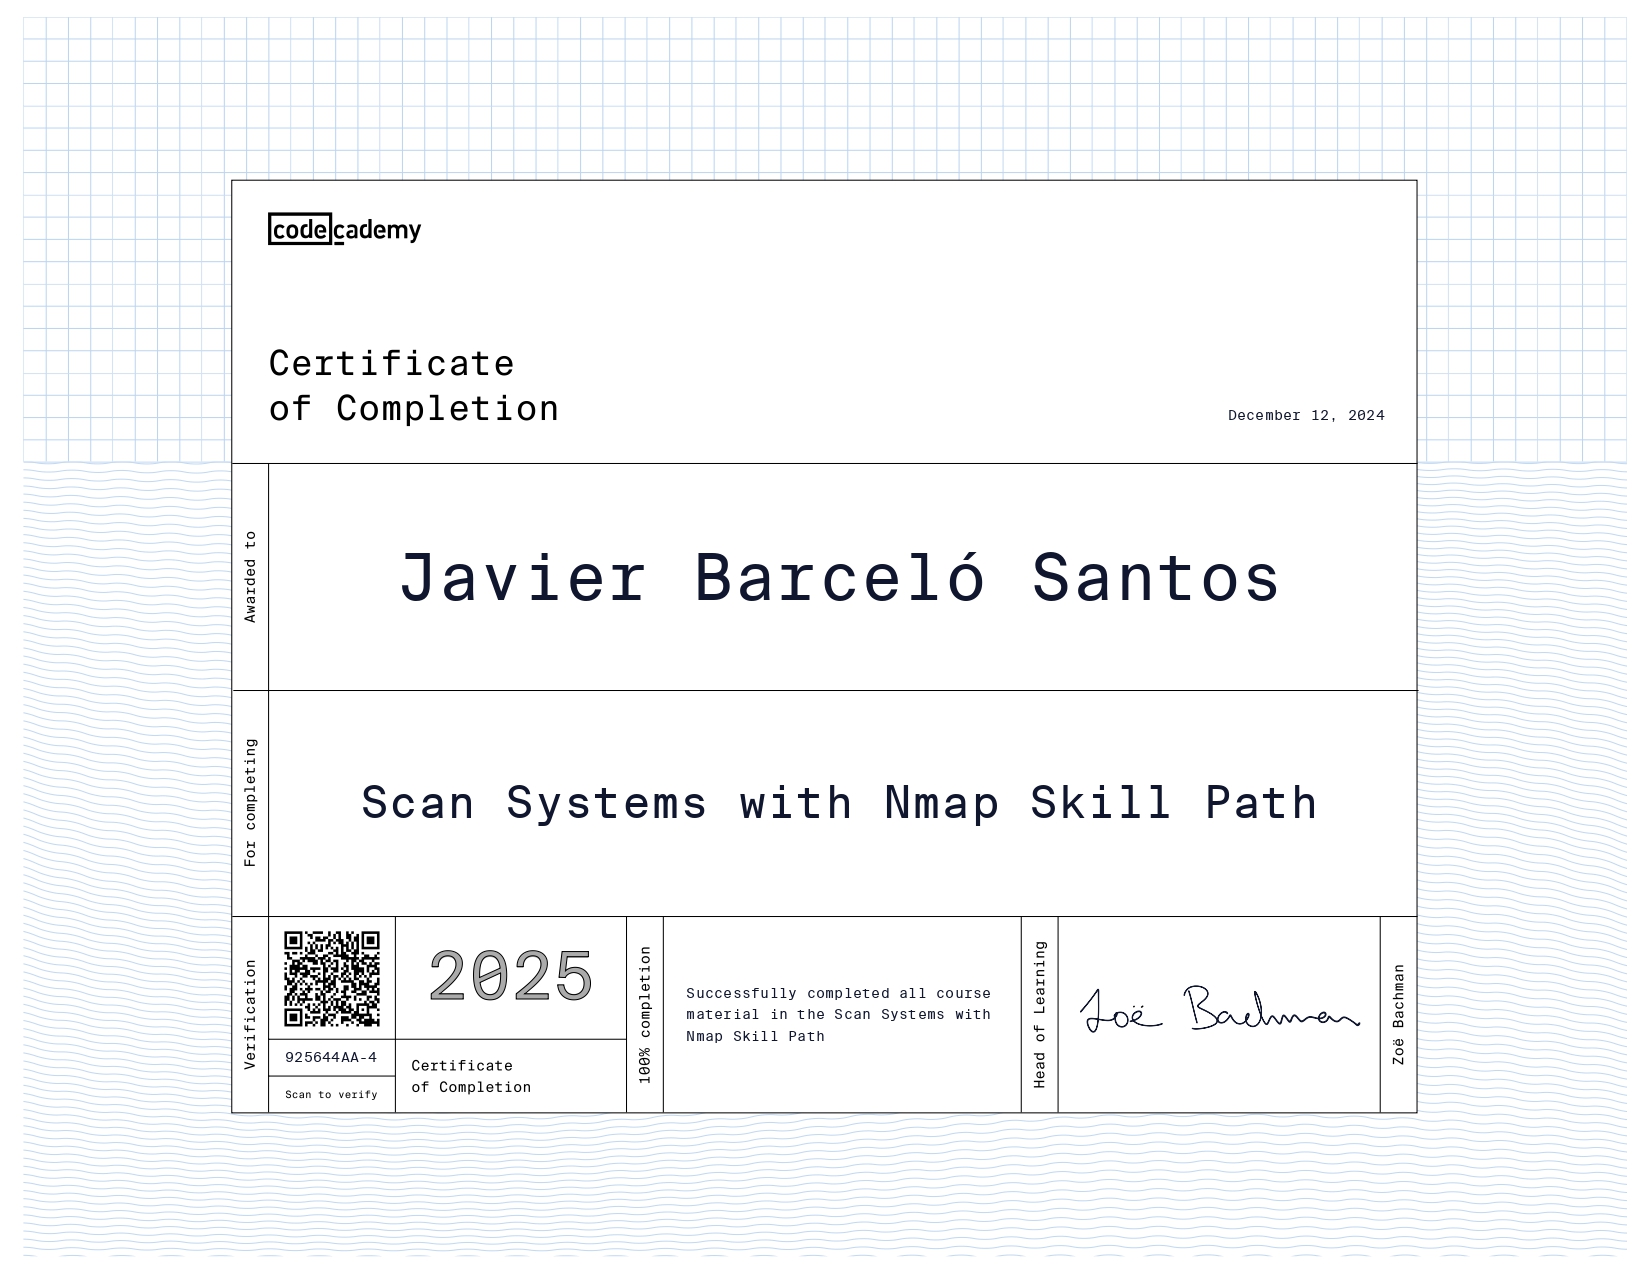 codecademy
Certificate
of Completion
December 12, 2024
Awarded to
Javier Barceló Santos
For completing
Scan Systems with Nmap Skill Path
Verification
925644AA-4
Scan to verify
2025
Certificate
of Completion
100% completion
Successfully completed all course
material in the Scan Systems with
Nmap Skill Path
Head of Learning
Zoë Bachman
Zoë Bachman